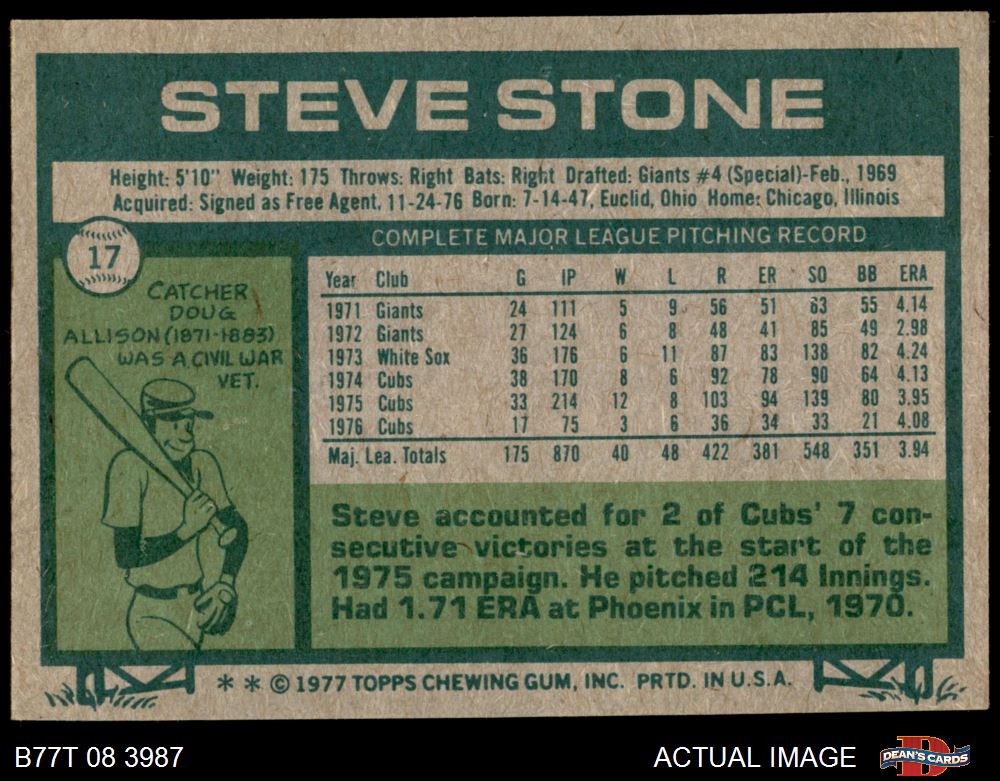 STEVE STONE
Height: 5'10" Weight: 175 Throws: Right Bats: Right Drafted: Giants #4 (Special)-Feb., 1969
Acquired: Signed as Free Agent, 11-24-76 Born: 7-14-47, Euclid, Ohio Home: Chicago, Illinois
17
CATCHER
DOUG
ALLISON (1871-1883)
WAS A CIVIL WAR
VET.
COMPLETE MAJOR LEAGUE PITCHING RECORD
Year Club G IP W L R ER SO BB ERA
1971 Giants 24 111 5 9 56 51 63 55 4.14
1972 Giants 27 124 6 8 48 41 85 49 2.98
1973 White Sox 36 176 6 11 87 83 138 82 4.24
1974 Cubs 38 170 8 6 92 78 90 64 4.13
1975 Cubs 33 214 12 8 103 94 139 80 3.95
1976 Cubs 17 75 3 6 36 34 33 21 4.08
Maj. Lea. Totals 175 870 40 48 422 381 548 351 3.94
Steve accounted for 2 of Cubs' 7 con-
secutive victories at the start of the
1975 campaign. He pitched 214 Innings.
Had 1.71 ERA at Phoenix in PCL, 1970.
* * © 1977 TOPPS CHEWING GUM, INC. PRTD. IN U.S.A.
B77T 08 3987
ACTUAL IMAGE
D
DEAN'S CARDS